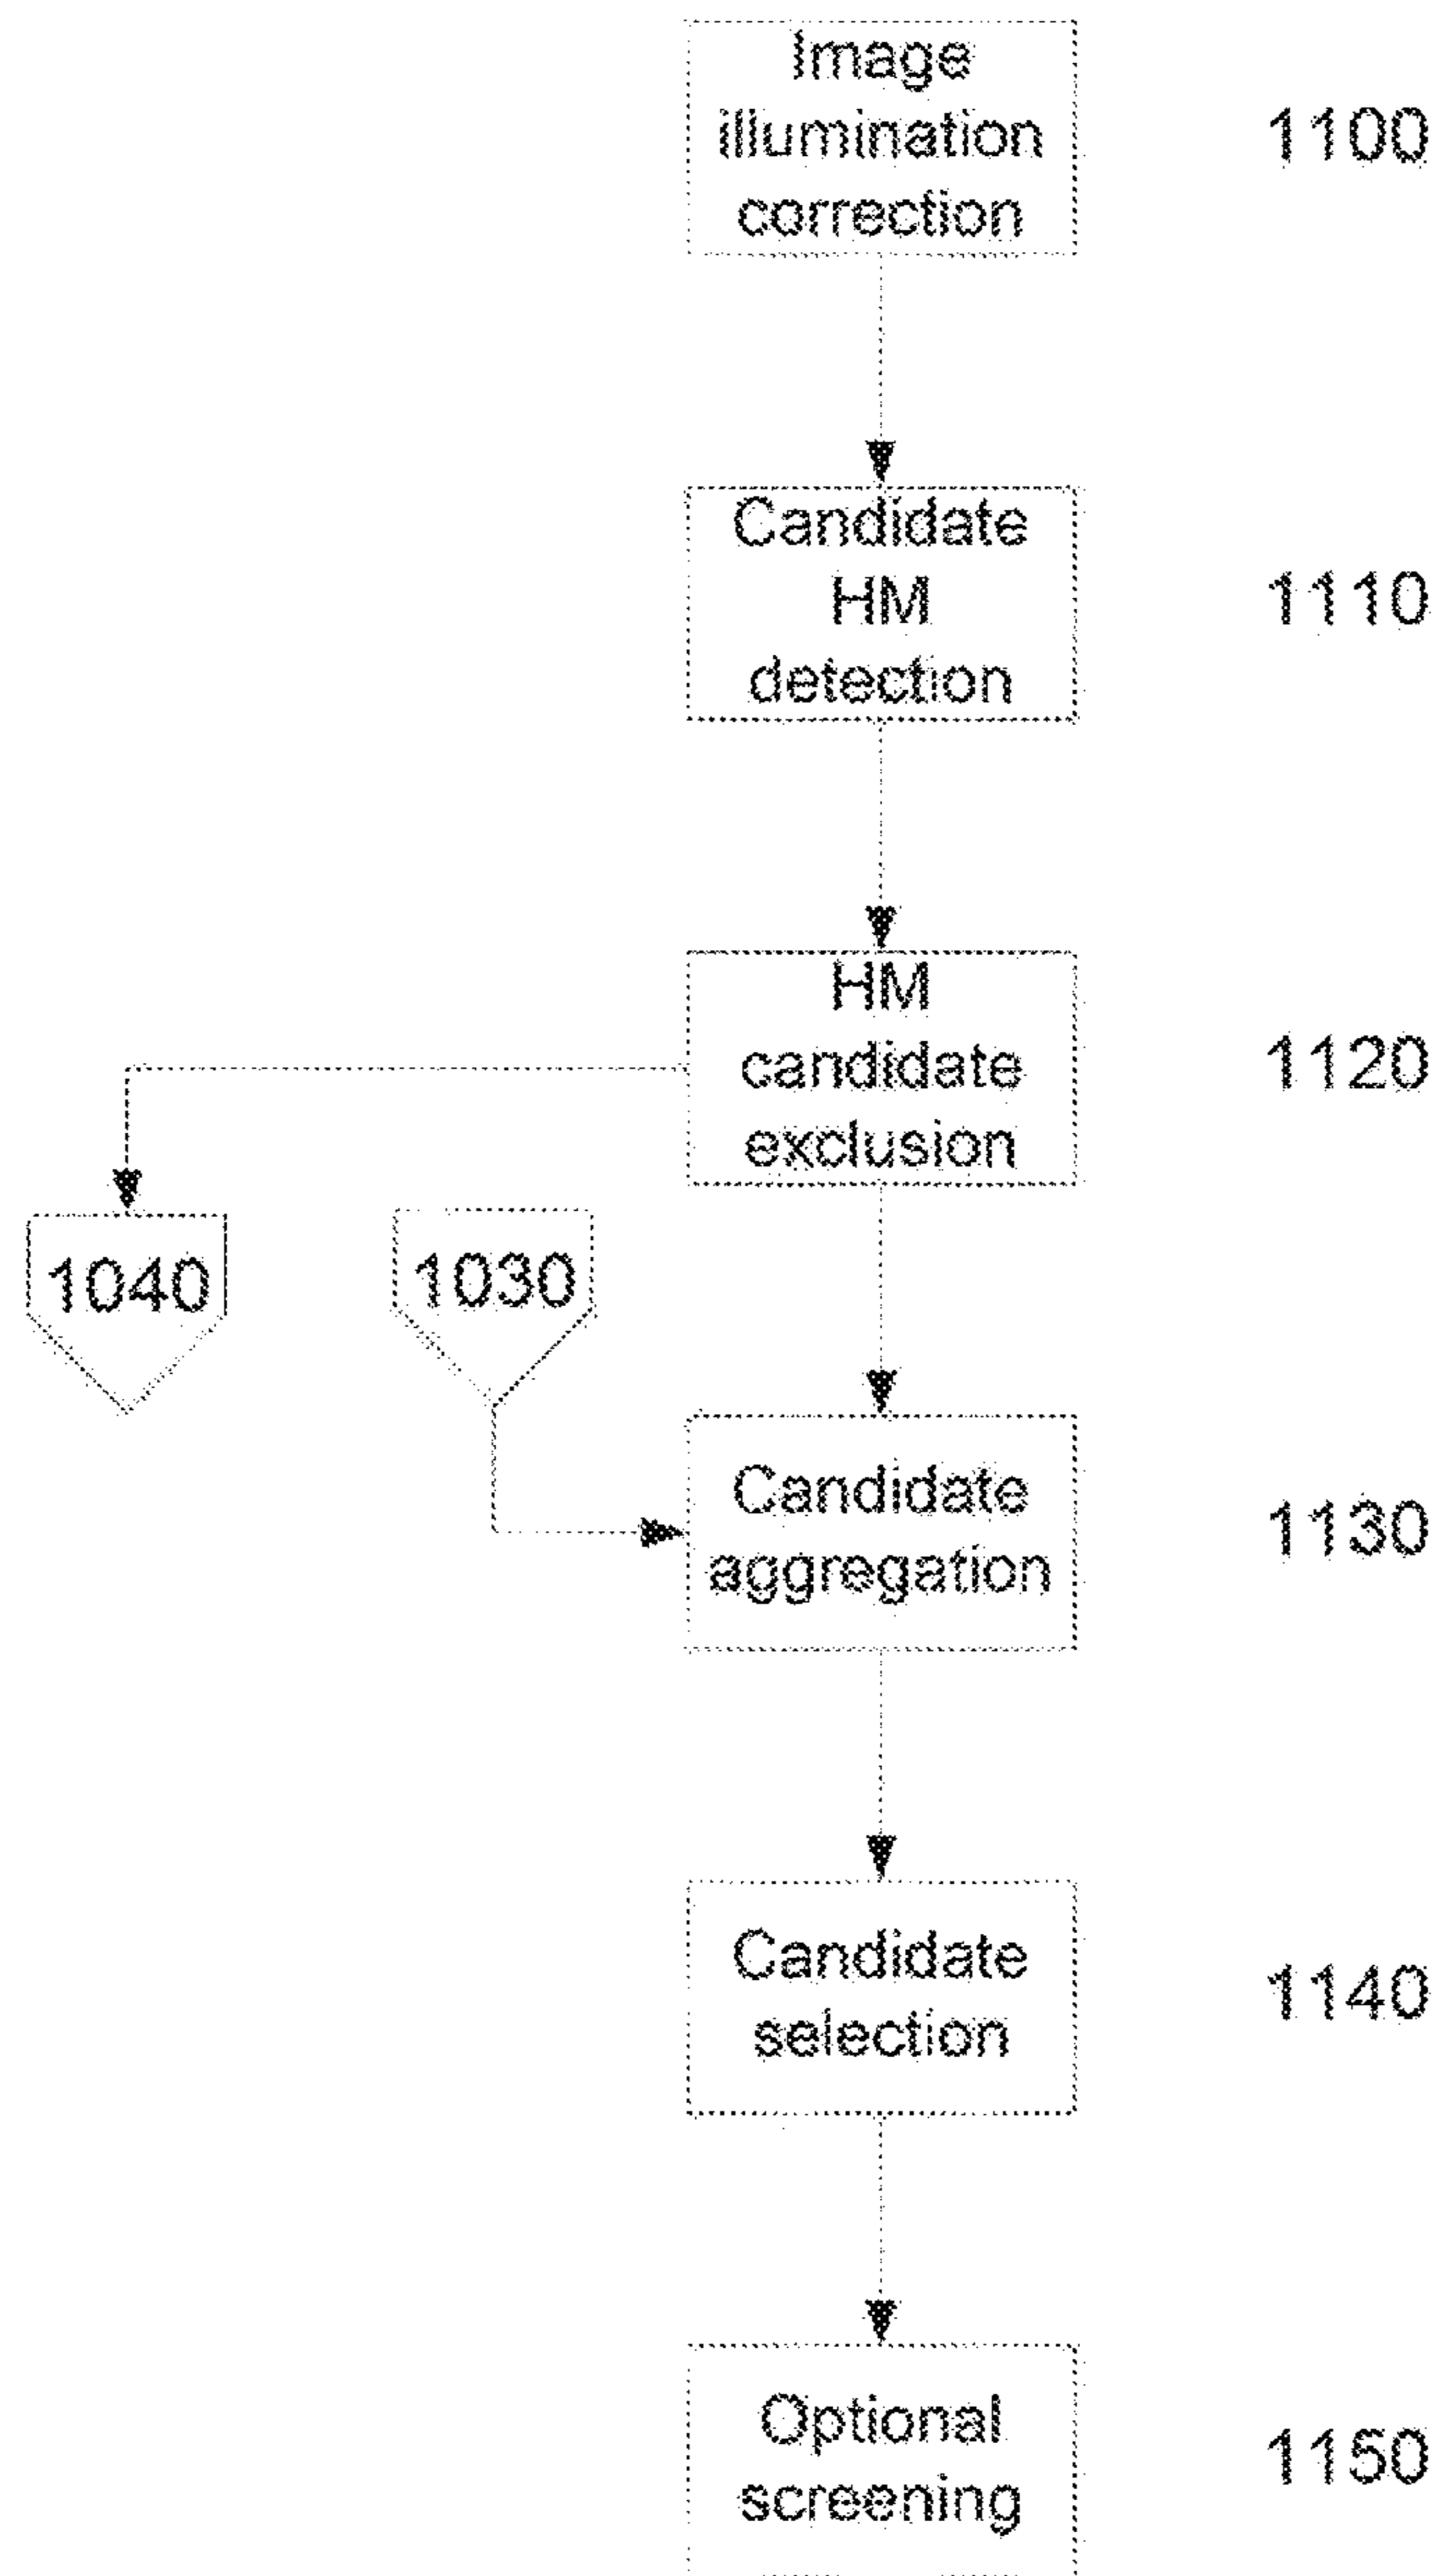 Image
illumination
correction
1100
Candidate
HM
detection
1110
HM
candidate
exclusion
1120
1040
1030
Candidate
aggregation
1130
Candidate
selection
1140
Optional
screening
1150